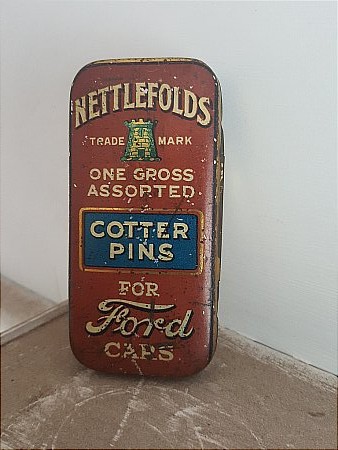 NETTLEFOLDS
TRADE MARK
ONE GROSS
ASSORTED
COTTER
PINS
FOR
Ford
CARS